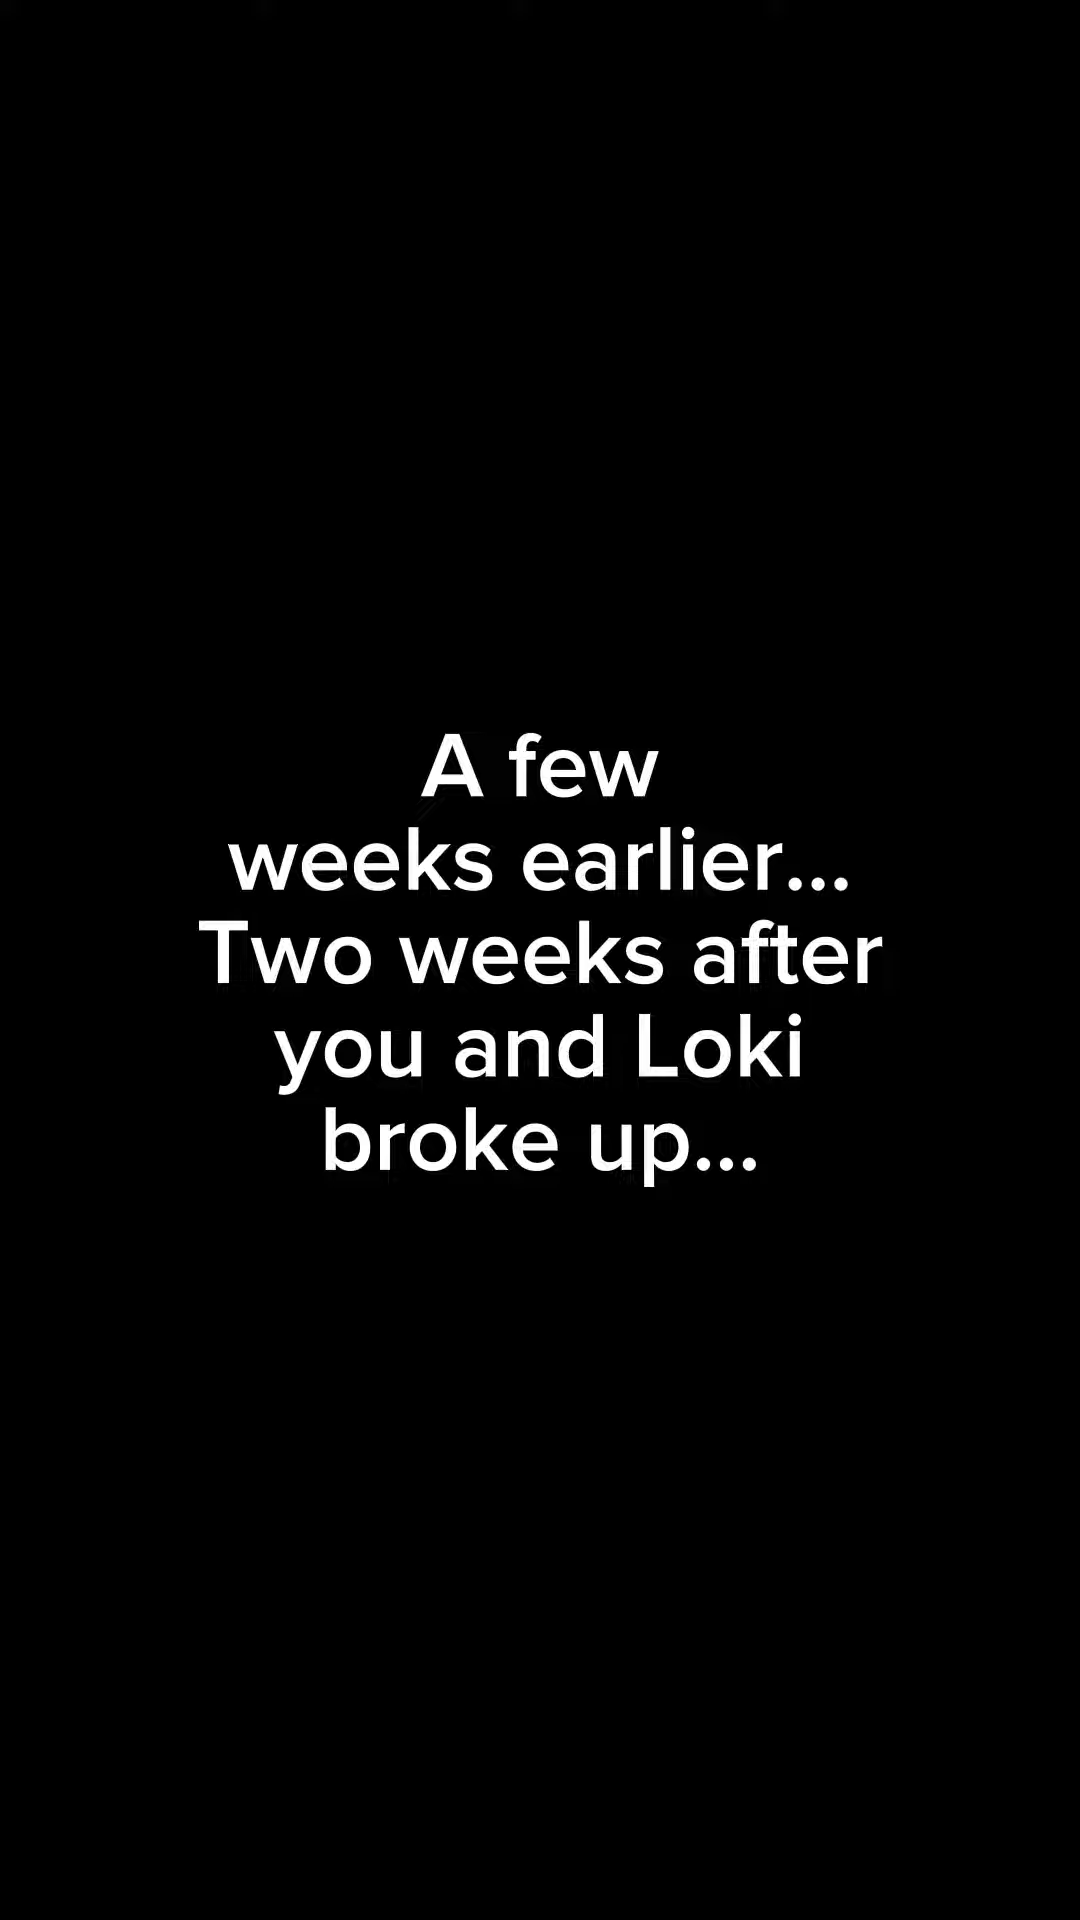 A few
weeks earlier...
Two weeks after
you and Loki
broke up...